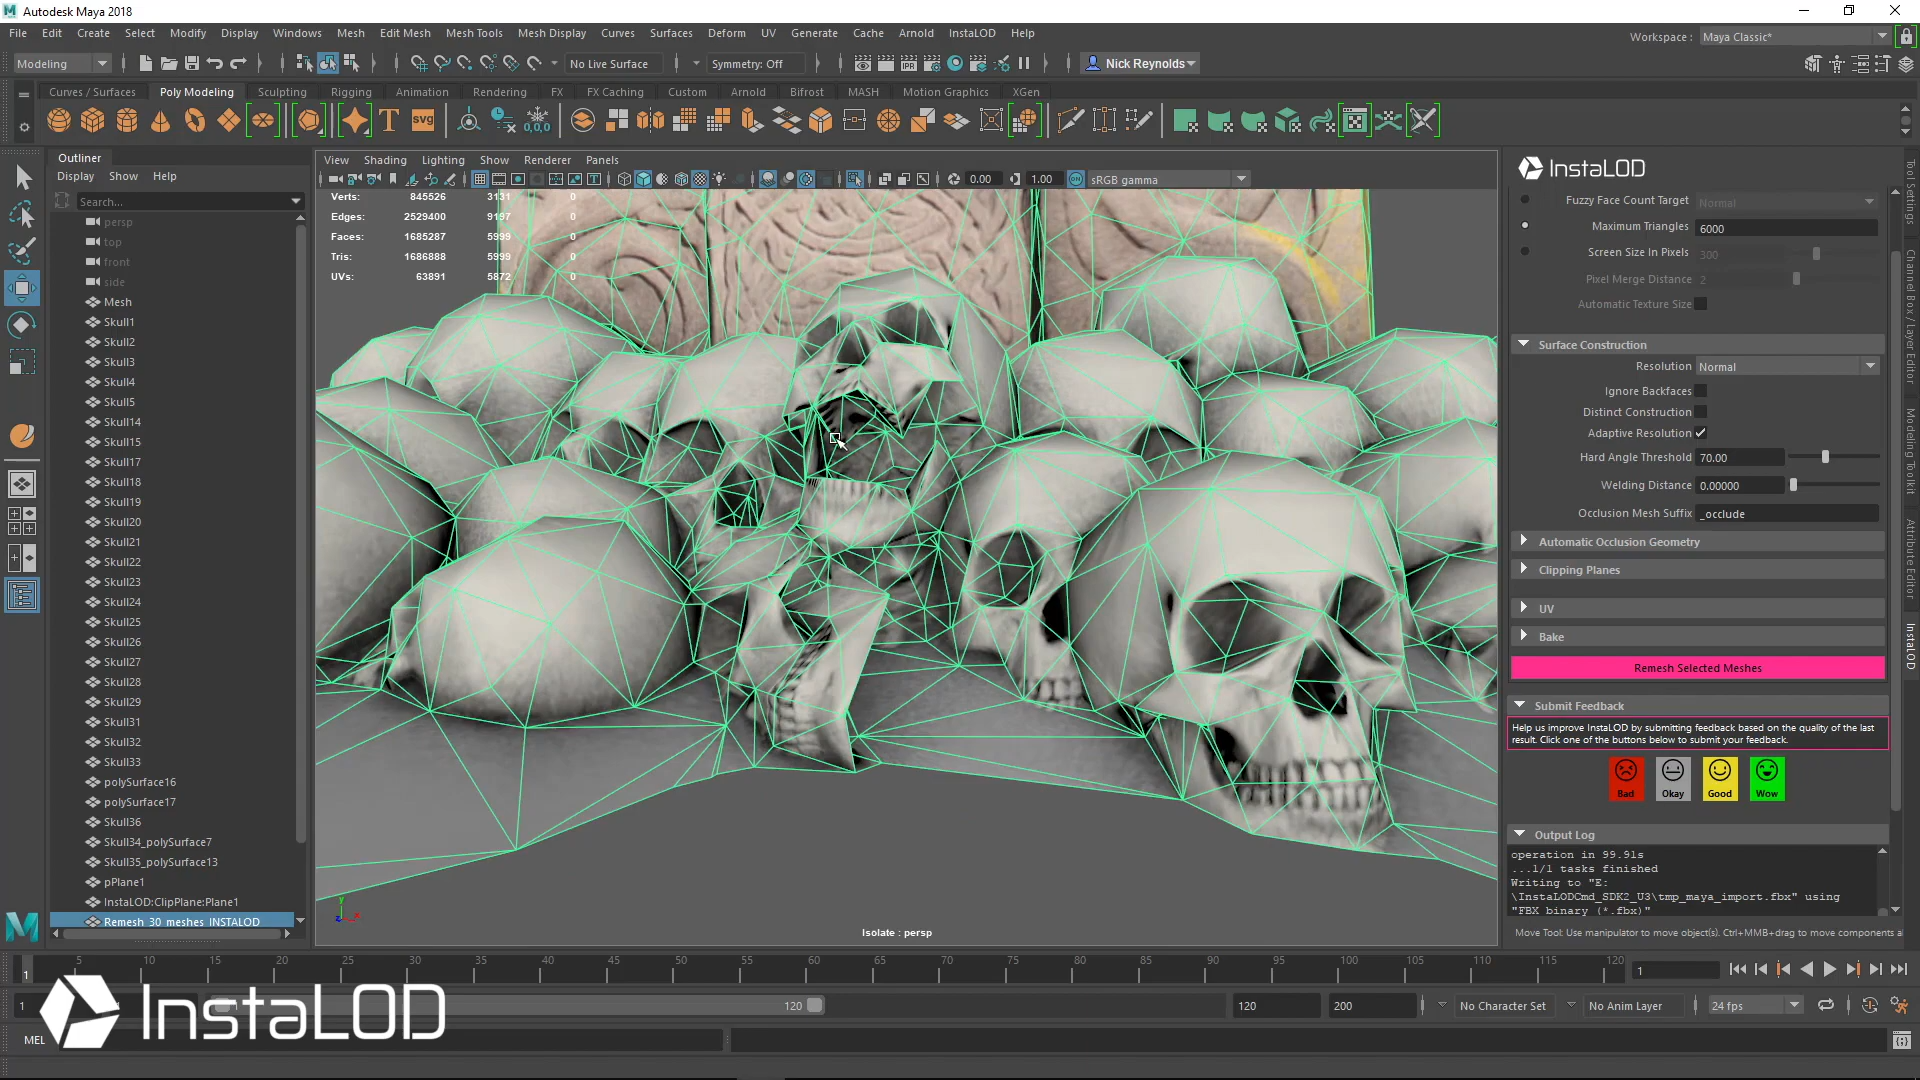 Autodesk Maya 2018
File Edit Create Select Modify Display Windows Mesh Edit Mesh Mesh Tools Mesh Display Curves Surfaces Deform UV Generate Cache Arnold InstaLOD Help
Workspace : Maya Classic*
Modeling No Live Surface Symmetry: Off Nick Reynolds
Curves / Surfaces Poly Modeling Sculpting Rigging Animation Rendering FX FX Caching Custom Arnold Bifrost MASH Motion Graphics XGen
Outliner
Display Show Help
Search...
persp
top
front
side
Mesh
Skull1
Skull2
Skull3
Skull4
Skull5
Skull14
Skull15
Skull17
Skull18
Skull19
Skull20
Skull21
Skull22
Skull23
Skull24
Skull25
Skull26
Skull27
Skull28
Skull29
Skull31
Skull32
Skull33
polySurface16
polySurface17
Skull36
Skull34_polySurface7
Skull35_polySurface13
pPlane1
InstaLOD:ClipPlane:Plane1
Remesh_30_meshes_INSTALOD
View Shading Lighting Show Renderer Panels
0.00 1.00 sRGB gamma
Verts: 845526 3131 0
Edges: 2529400 9197 0
Faces: 1685287 5999 0
Tris: 1686888 5999 0
UVs: 63891 5872 0
Isolate : persp
InstaLOD
Fuzzy Face Count Target Normal
Maximum Triangles 6000
Screen Size In Pixels 300
Pixel Merge Distance 2
Automatic Texture Size
Surface Construction
Resolution Normal
Ignore Backfaces
Distinct Construction
Adaptive Resolution
Hard Angle Threshold 70.00
Welding Distance 0.00000
Occlusion Mesh Suffix _occlude
Automatic Occlusion Geometry
Clipping Planes
UV
Bake
Remesh Selected Meshes
Submit Feedback
Help us improve InstaLOD by submitting feedback based on the quality of the last
result. Click one of the buttons below to submit your feedback.
Bad Okay Good Wow
Output Log
operation in 99.91s
...1/1 tasks finished
Writing to "E:
\InstaLODCmd_SDK2_U3\tmp_maya_import.fbx" using
"FBX binary (*.fbx)"
Move Tool: Use manipulator to move object(s). Ctrl+MMB+drag to move components
Tool Settings
Channel Box / Layer Editor
Modeling Toolkit
Attribute Editor
InstaLOD
1 5 10 15 20 25 30 35 40 45 50 55 60 65 70 75 80 85 90 95 100 105 110 115 120 1
1 120 120 200 No Character Set No Anim Layer 24 fps
InstaLOD
MEL